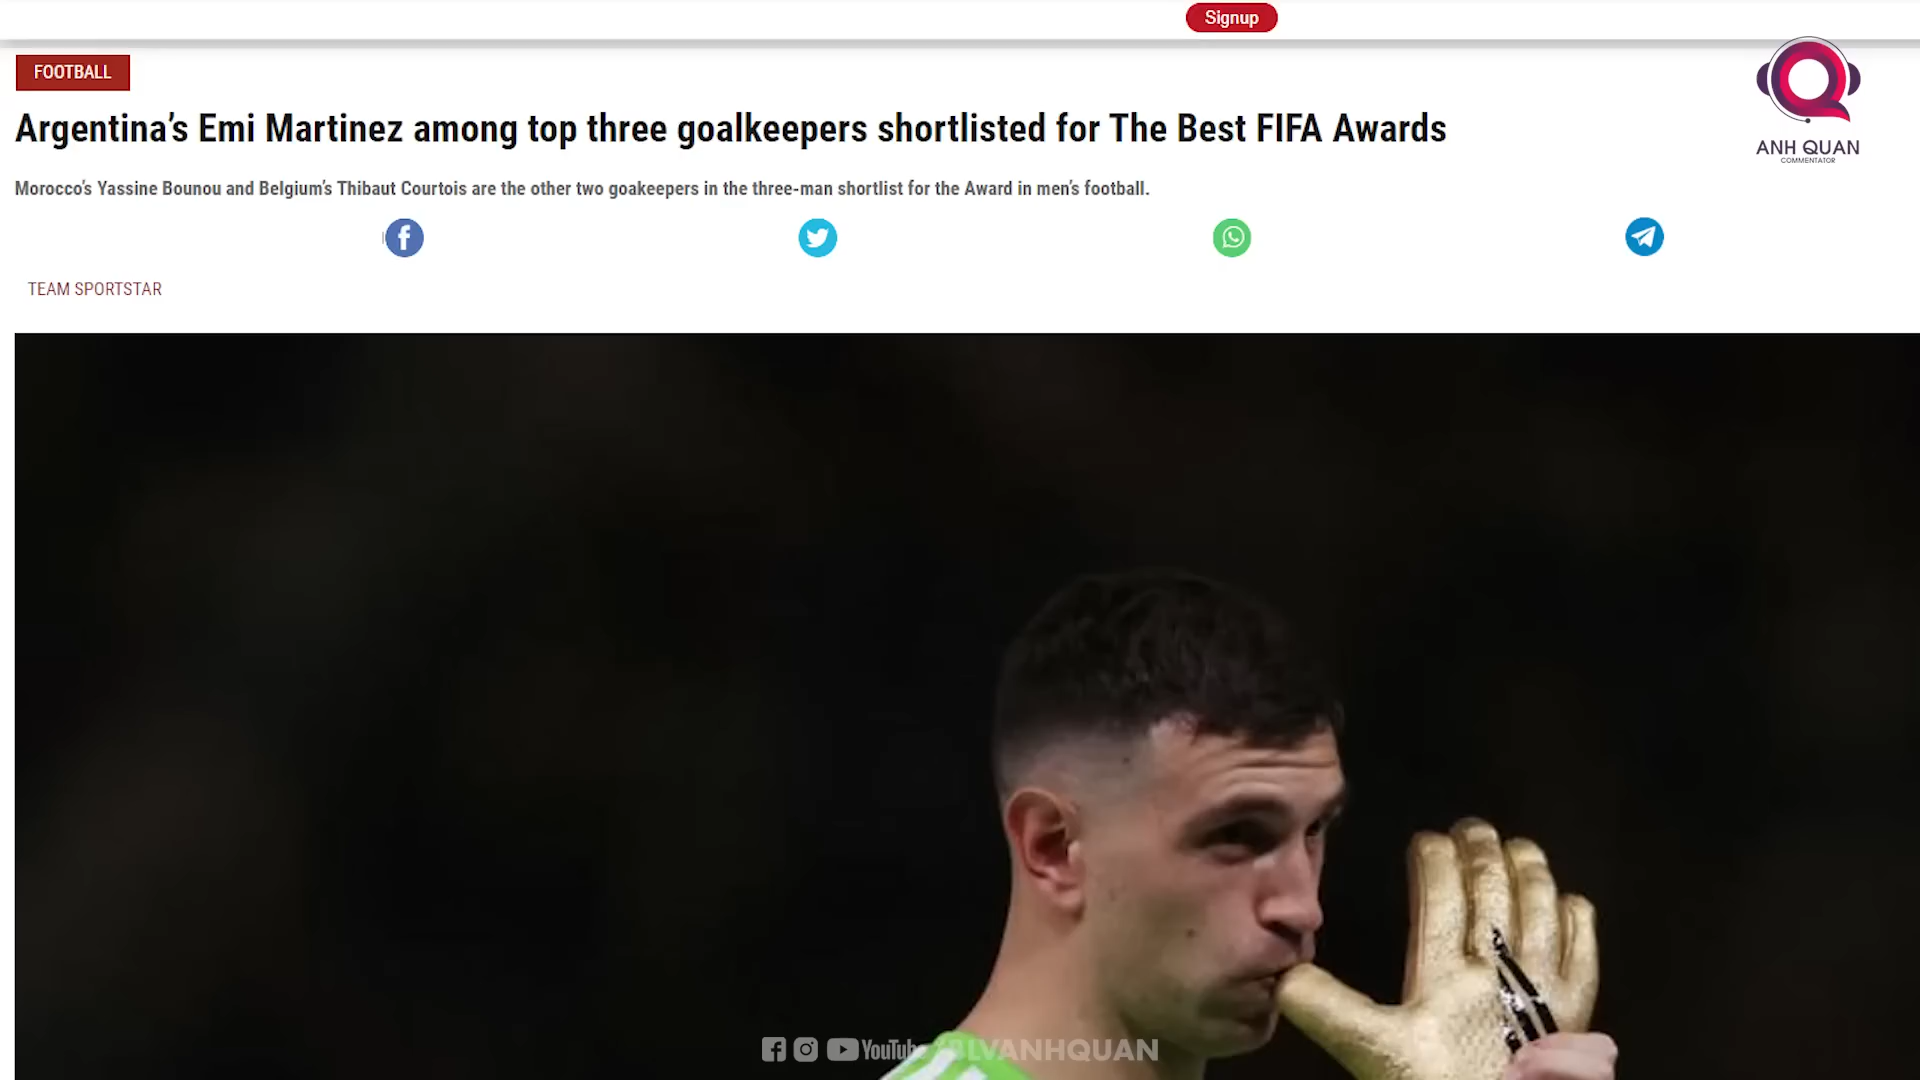 Signup
FOOTBALL
Argentina’s Emi Martinez among top three goalkeepers shortlisted for The Best FIFA Awards
Morocco’s Yassine Bounou and Belgium’s Thibaut Courtois are the other two goakeepers in the three-man shortlist for the Award in men’s football.
TEAM SPORTSTAR
ANH QUAN
COMMENTATOR
YouTube /BLVANHQUAN